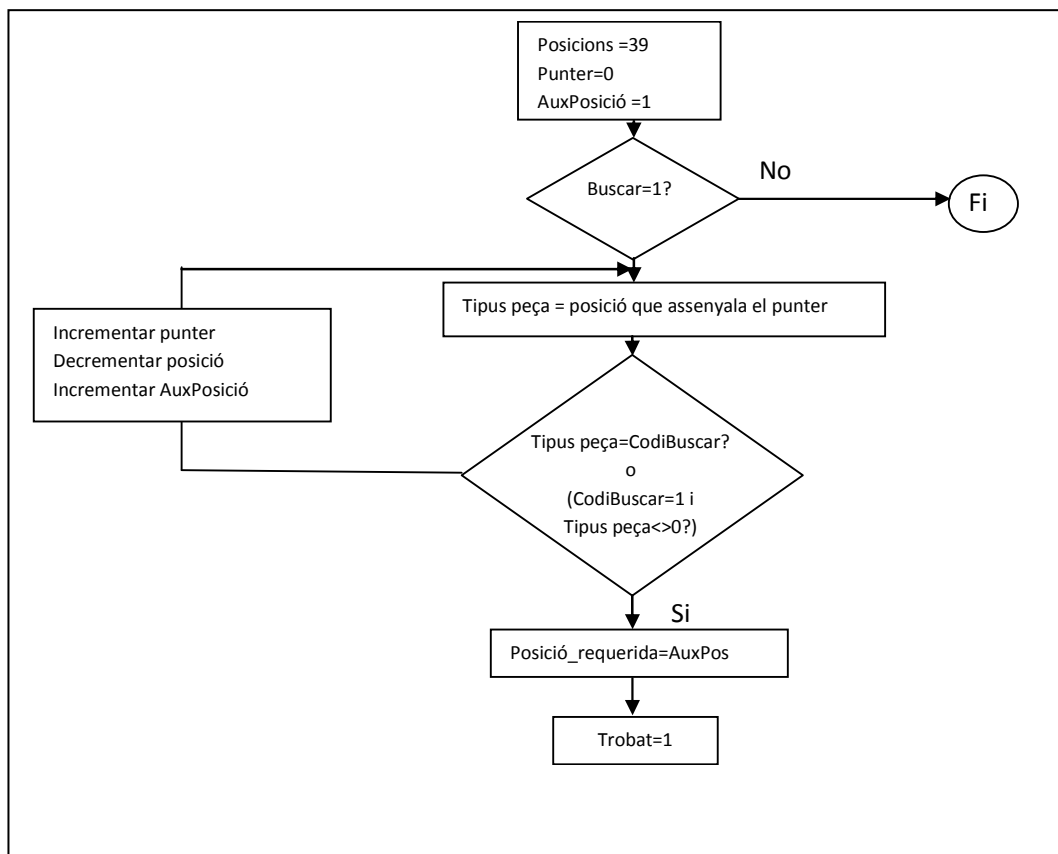 Posicions =39
Punter=0
AuxPosició =1
Buscar=1?
No
Fi
Tipus peça = posició que assenyala el punter
Incrementar punter
Decrementar posició
Incrementar AuxPosició
Tipus peça=CodiBuscar?
o
(CodiBuscar=1 i
Tipus peça<>0?)
Si
Posició_requerida=AuxPos
Trobat=1